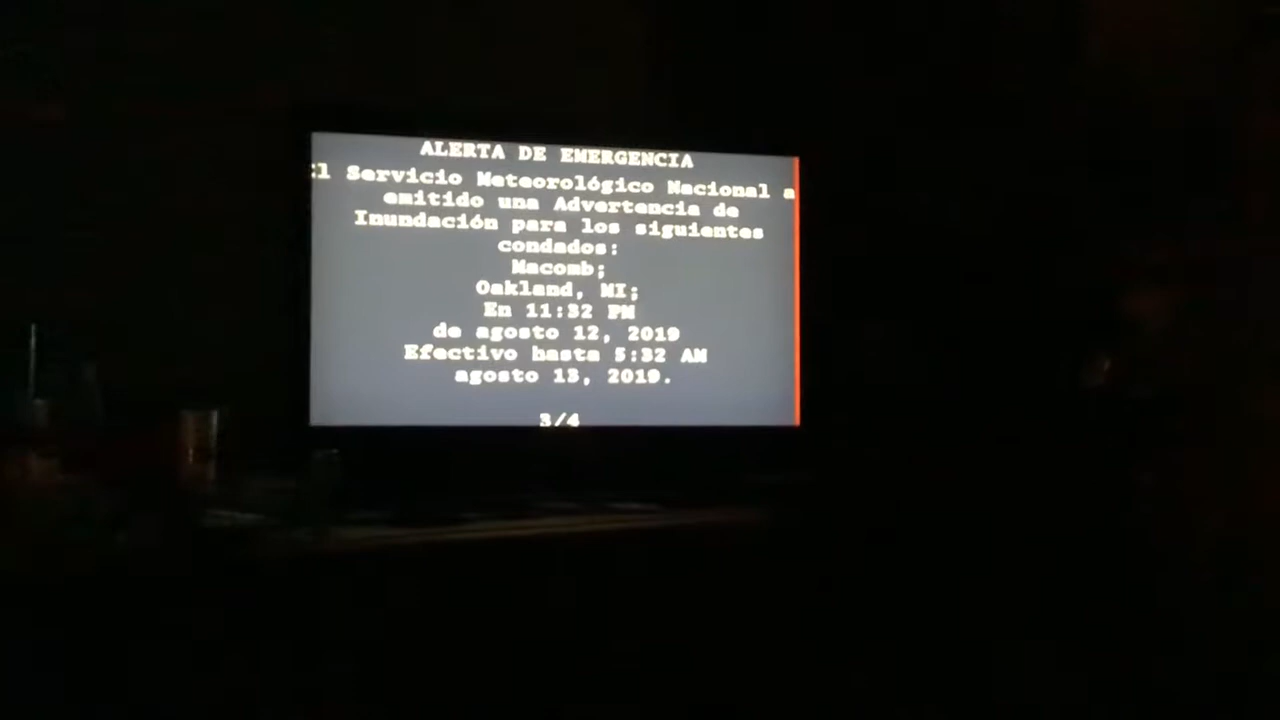 ALERTA DE EMERGENCIA
El Servicio Meteorológico Nacional a
emitido una Advertencia de
Inundación para los siguientes
condados:
Macomb;
Oakland, MI;
En 11:32 PM
de agosto 12, 2019
Efectivo hasta 5:32 AM
agosto 13, 2019.
3/4